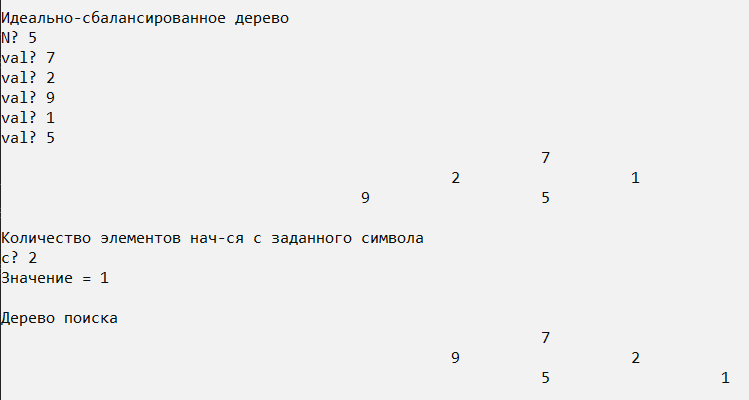 Идеально-сбалансированное дерево
N? 5
val? 7
val? 2
val? 9
val? 1
val? 5
7
2 1
9 5
Количество элементов нач-ся с заданного символа
c? 2
Значение = 1
Дерево поиска
7
9 2
5 1